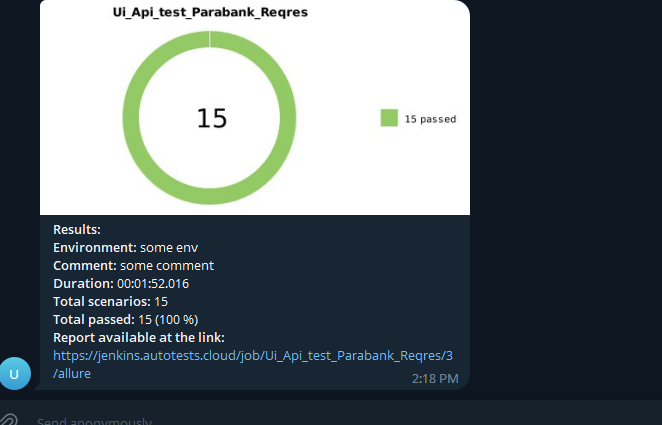 Ui_Api_test_Parabank_Reqres
15
15 passed
Results:
Environment: some env
Comment: some comment
Duration: 00:01:52.016
Total scenarios: 15
Total passed: 15 (100 %)
Report available at the link:
https://jenkins.autotests.cloud/job/Ui_Api_test_Parabank_Reqres/3
/allure
U
2:18 PM
Send anonymously